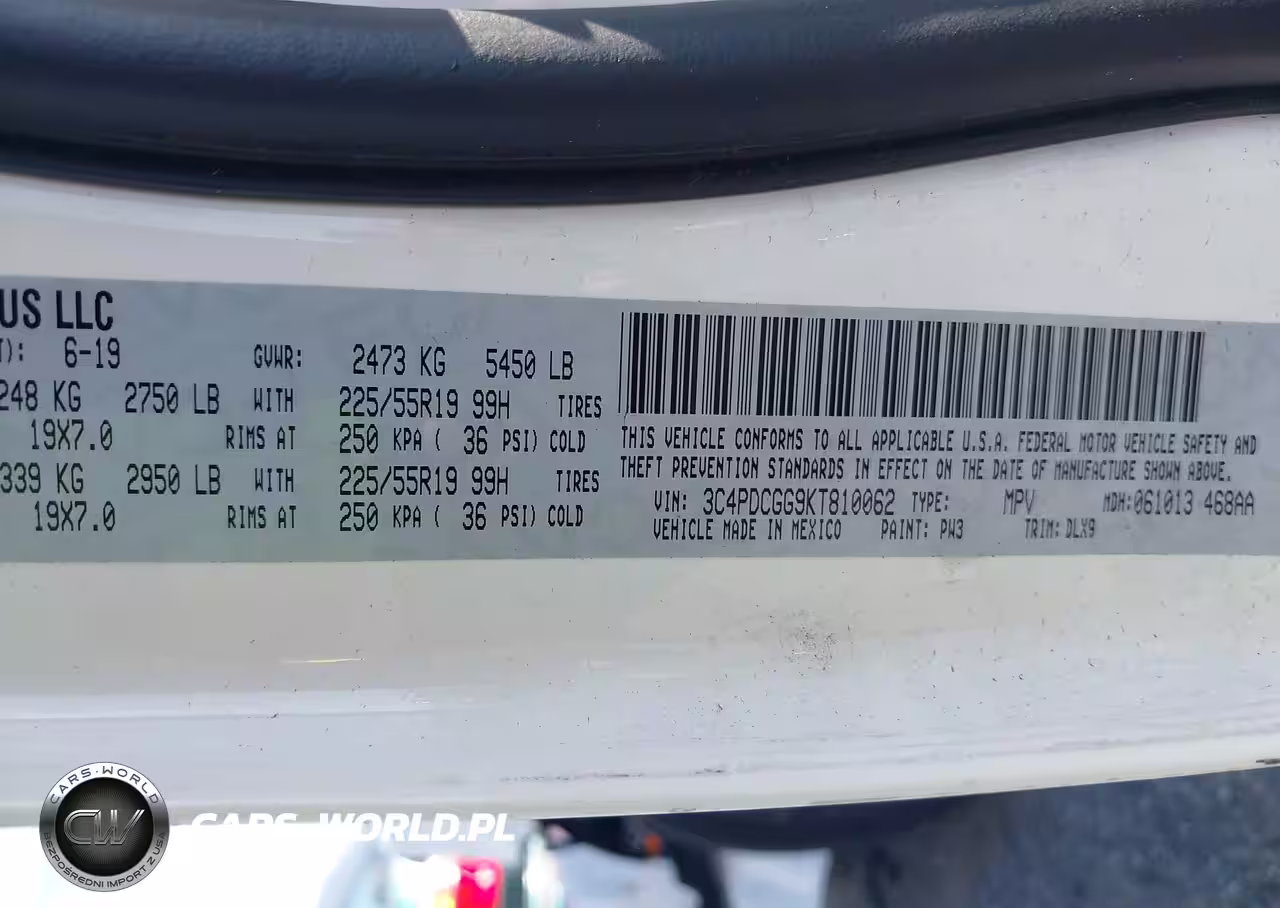 US LLC
T): 6-19 GVWR: 2473 KG 5450 LB
248 KG 2750 LB WITH 225/55R19 99H TIRES
19X7.0 RIMS AT 250 KPA ( 36 PSI) COLD
339 KG 2950 LB WITH 225/55R19 99H TIRES
19X7.0 RIMS AT 250 KPA ( 36 PSI) COLD
THIS VEHICLE CONFORMS TO ALL APPLICABLE U.S.A. FEDERAL MOTOR VEHICLE SAFETY AND
THEFT PREVENTION STANDARDS IN EFFECT ON THE DATE OF MANUFACTURE SHOWN ABOVE.
VIN: 3C4PDCGG9KT810062 TYPE: MPV MDH: 061013 468AA
VEHICLE MADE IN MEXICO PAINT: PW3 TRIM: DLX9
CARS-WORLD
CW
BEZPOŚREDNI IMPORT Z USA
CARS-WORLD.PL